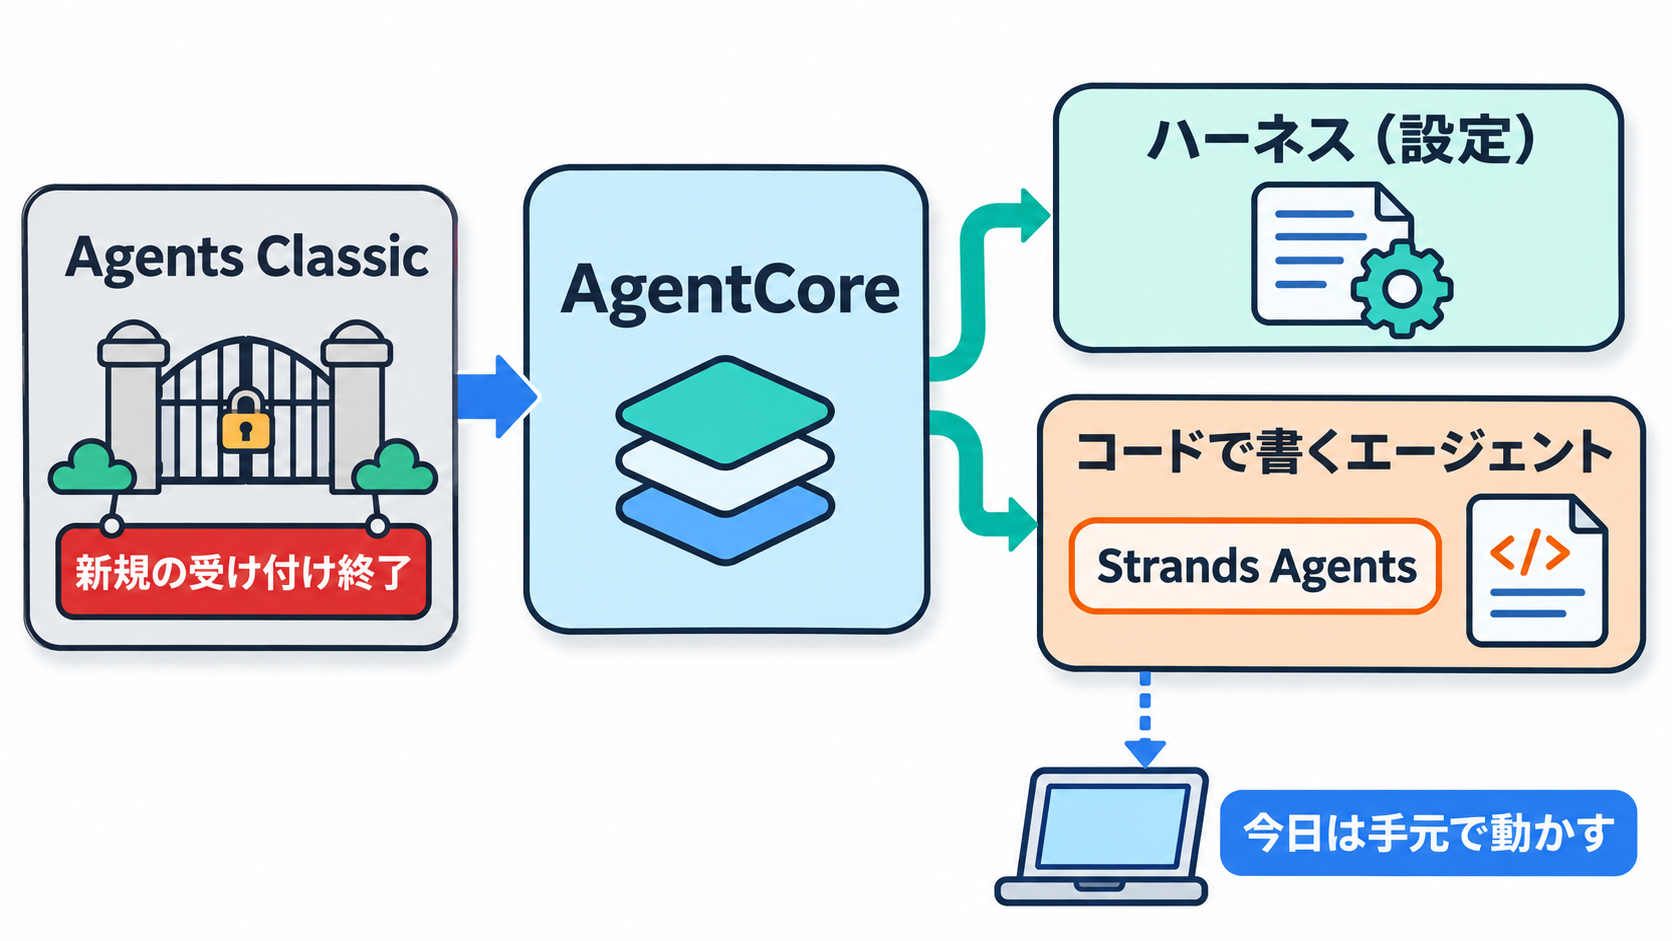 Agents Classic
新規の受け付け終了
AgentCore
ハーネス（設定）
コードで書くエージェント
Strands Agents
</>
今日は手元で動かす